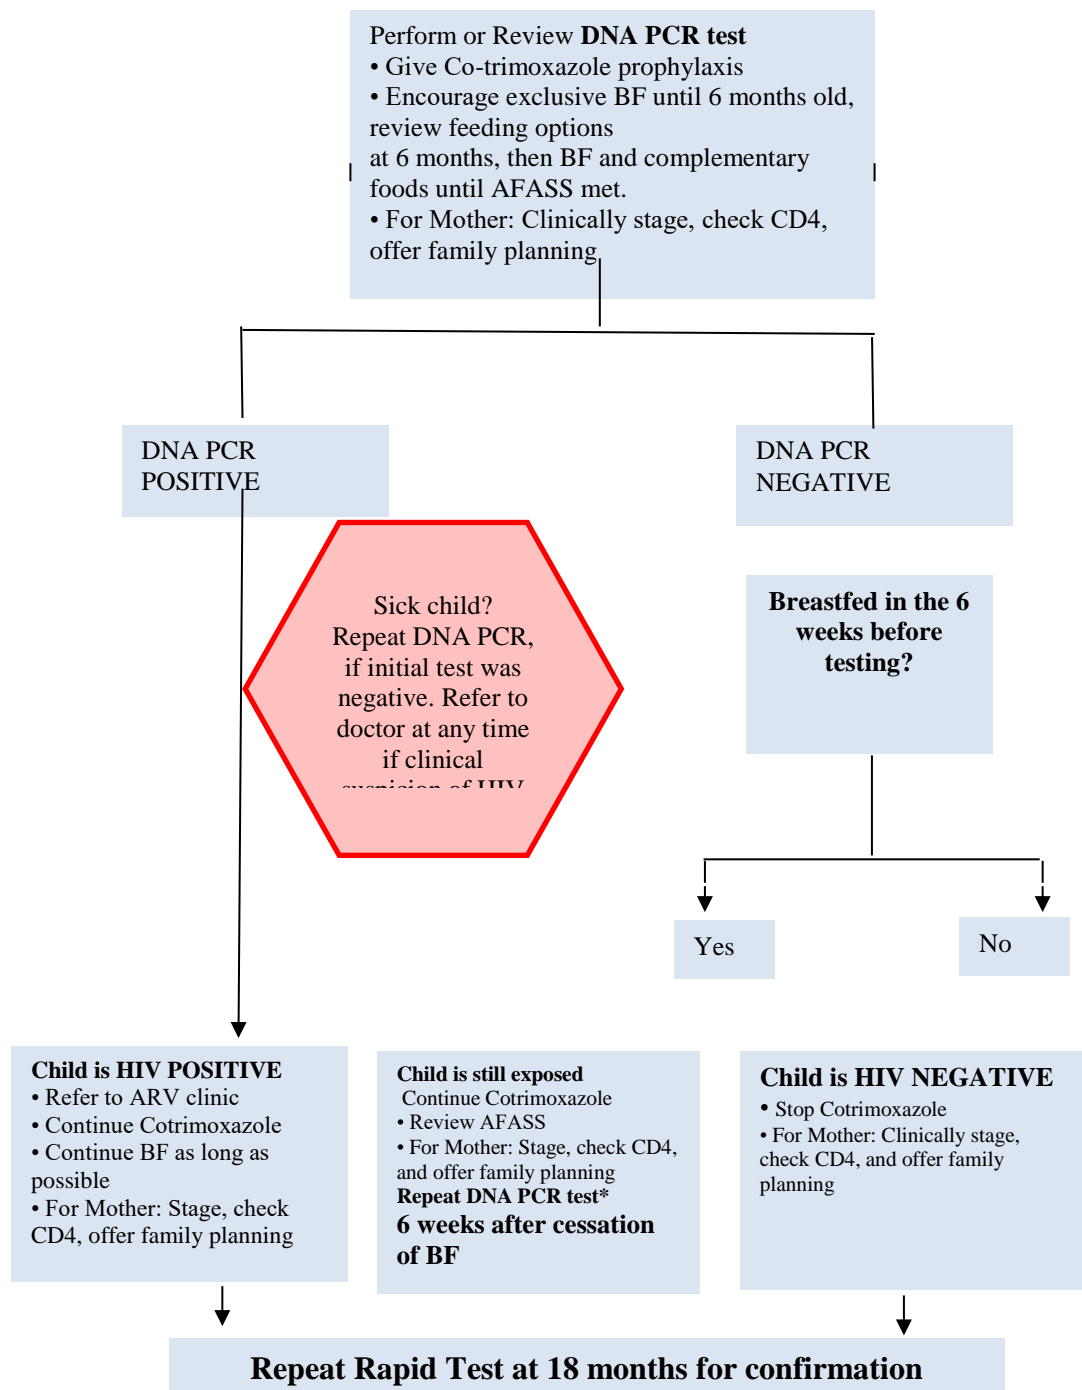 Perform or Review DNA PCR test
• Give Co-trimoxazole prophylaxis
• Encourage exclusive BF until 6 months old,
review feeding options
at 6 months, then BF and complementary
foods until AFASS met.
• For Mother: Clinically stage, check CD4,
offer family planning
DNA PCR
POSITIVE
DNA PCR
NEGATIVE
Sick child?
Repeat DNA PCR,
if initial test was
negative. Refer to
doctor at any time
if clinical
suspicion of HIV
Breastfed in the 6
weeks before
testing?
Yes
No
Child is HIV POSITIVE
• Refer to ARV clinic
• Continue Cotrimoxazole
• Continue BF as long as
possible
• For Mother: Stage, check
CD4, offer family planning
Child is still exposed
Continue Cotrimoxazole
• Review AFASS
• For Mother: Stage, check CD4,
and offer family planning
Repeat DNA PCR test*
6 weeks after cessation
of BF
Child is HIV NEGATIVE
• Stop Cotrimoxazole
• For Mother: Clinically stage,
check CD4, and offer family
planning
Repeat Rapid Test at 18 months for confirmation